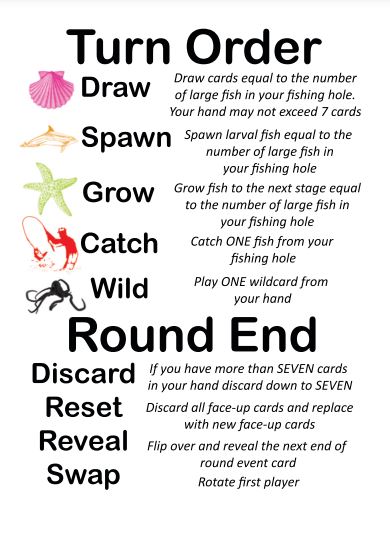 Turn Order
Draw
Draw cards equal to the number
of large fish in your fishing hole.
Your hand may not exceed 7 cards
Spawn
Spawn larval fish equal to the
number of large fish in
your fishing hole
Grow
Grow fish to the next stage equal
to the number of large fish in
your fishing hole
Catch
Catch ONE fish from your
fishing hole
Wild
Play ONE wildcard from
your hand
Round End
Discard
If you have more than SEVEN cards
in your hand discard down to SEVEN
Reset
Discard all face-up cards and replace
with new face-up cards
Reveal
Flip over and reveal the next end of
round event card
Swap
Rotate first player